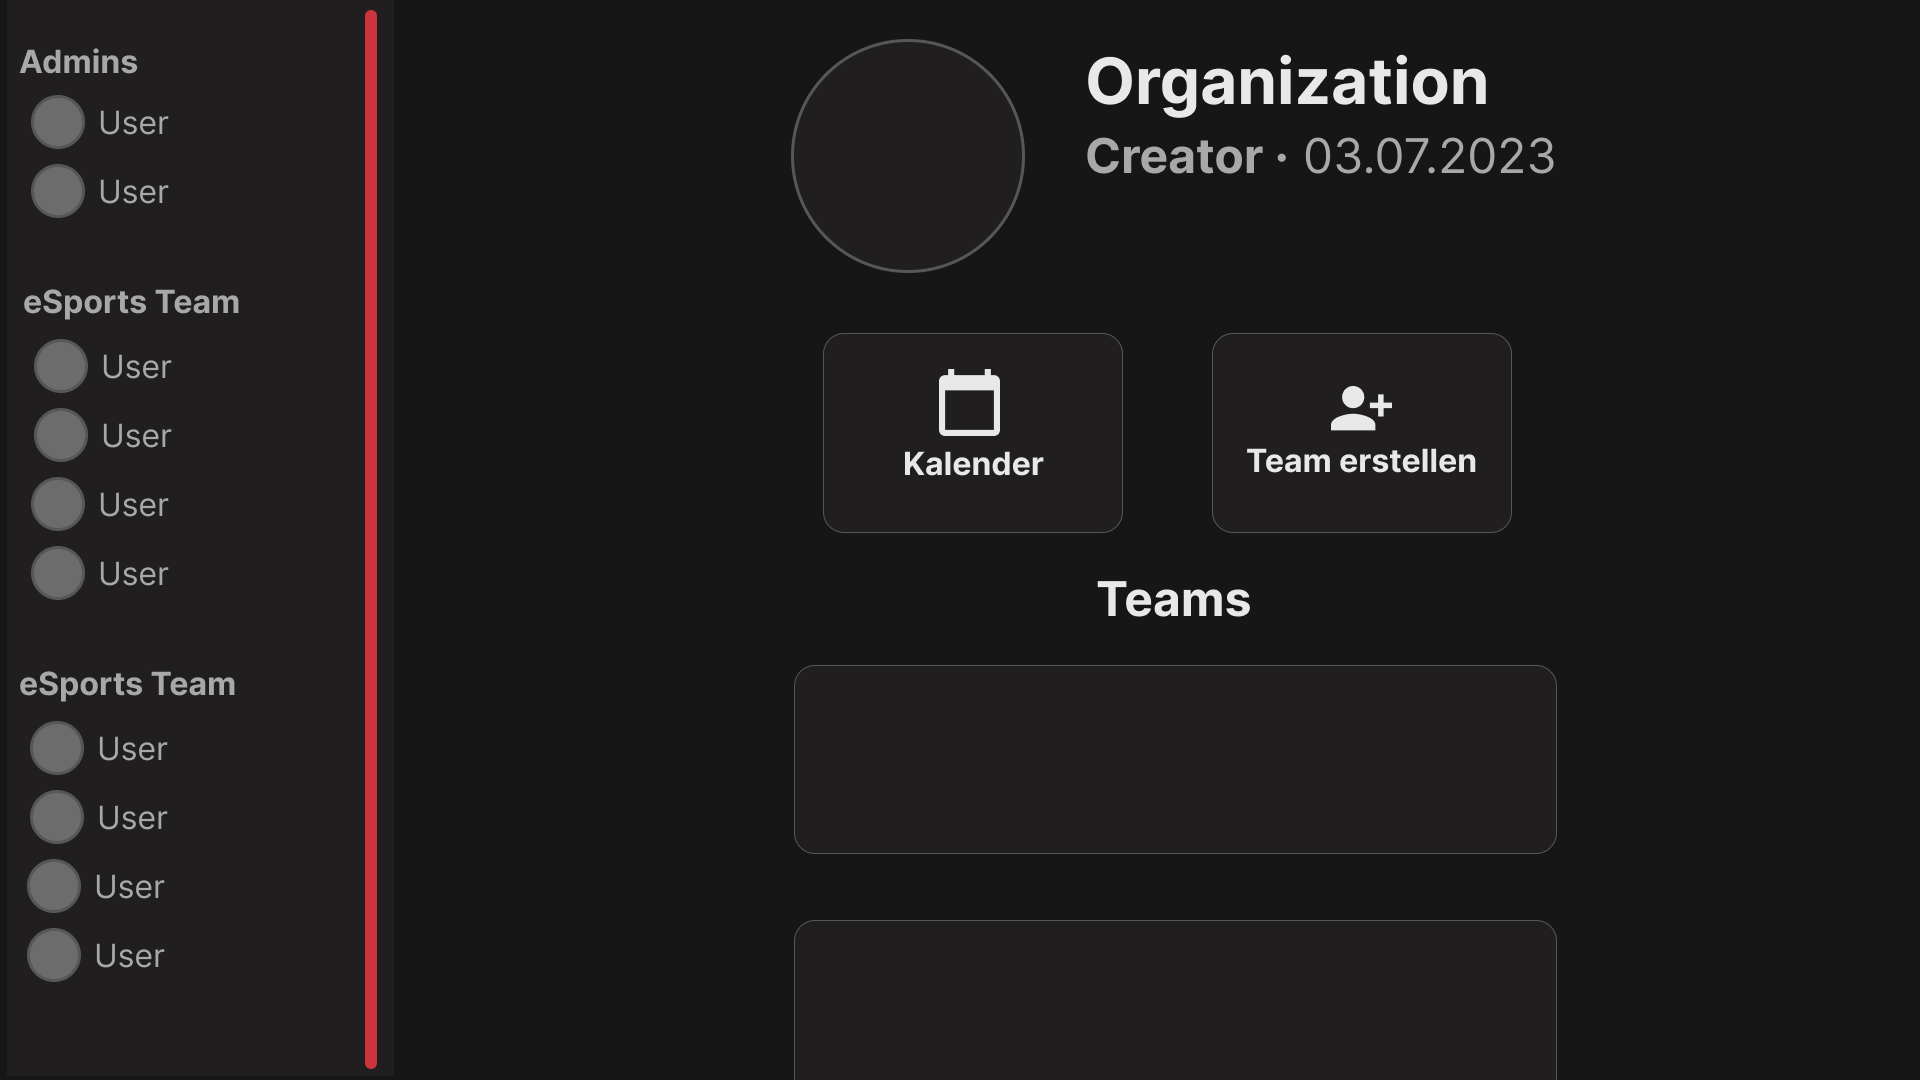 Admins
User
User
eSports Team
User
User
User
User
eSports Team
User
User
User
User
Organization
Creator • 03.07.2023
Kalender
Team erstellen
Teams